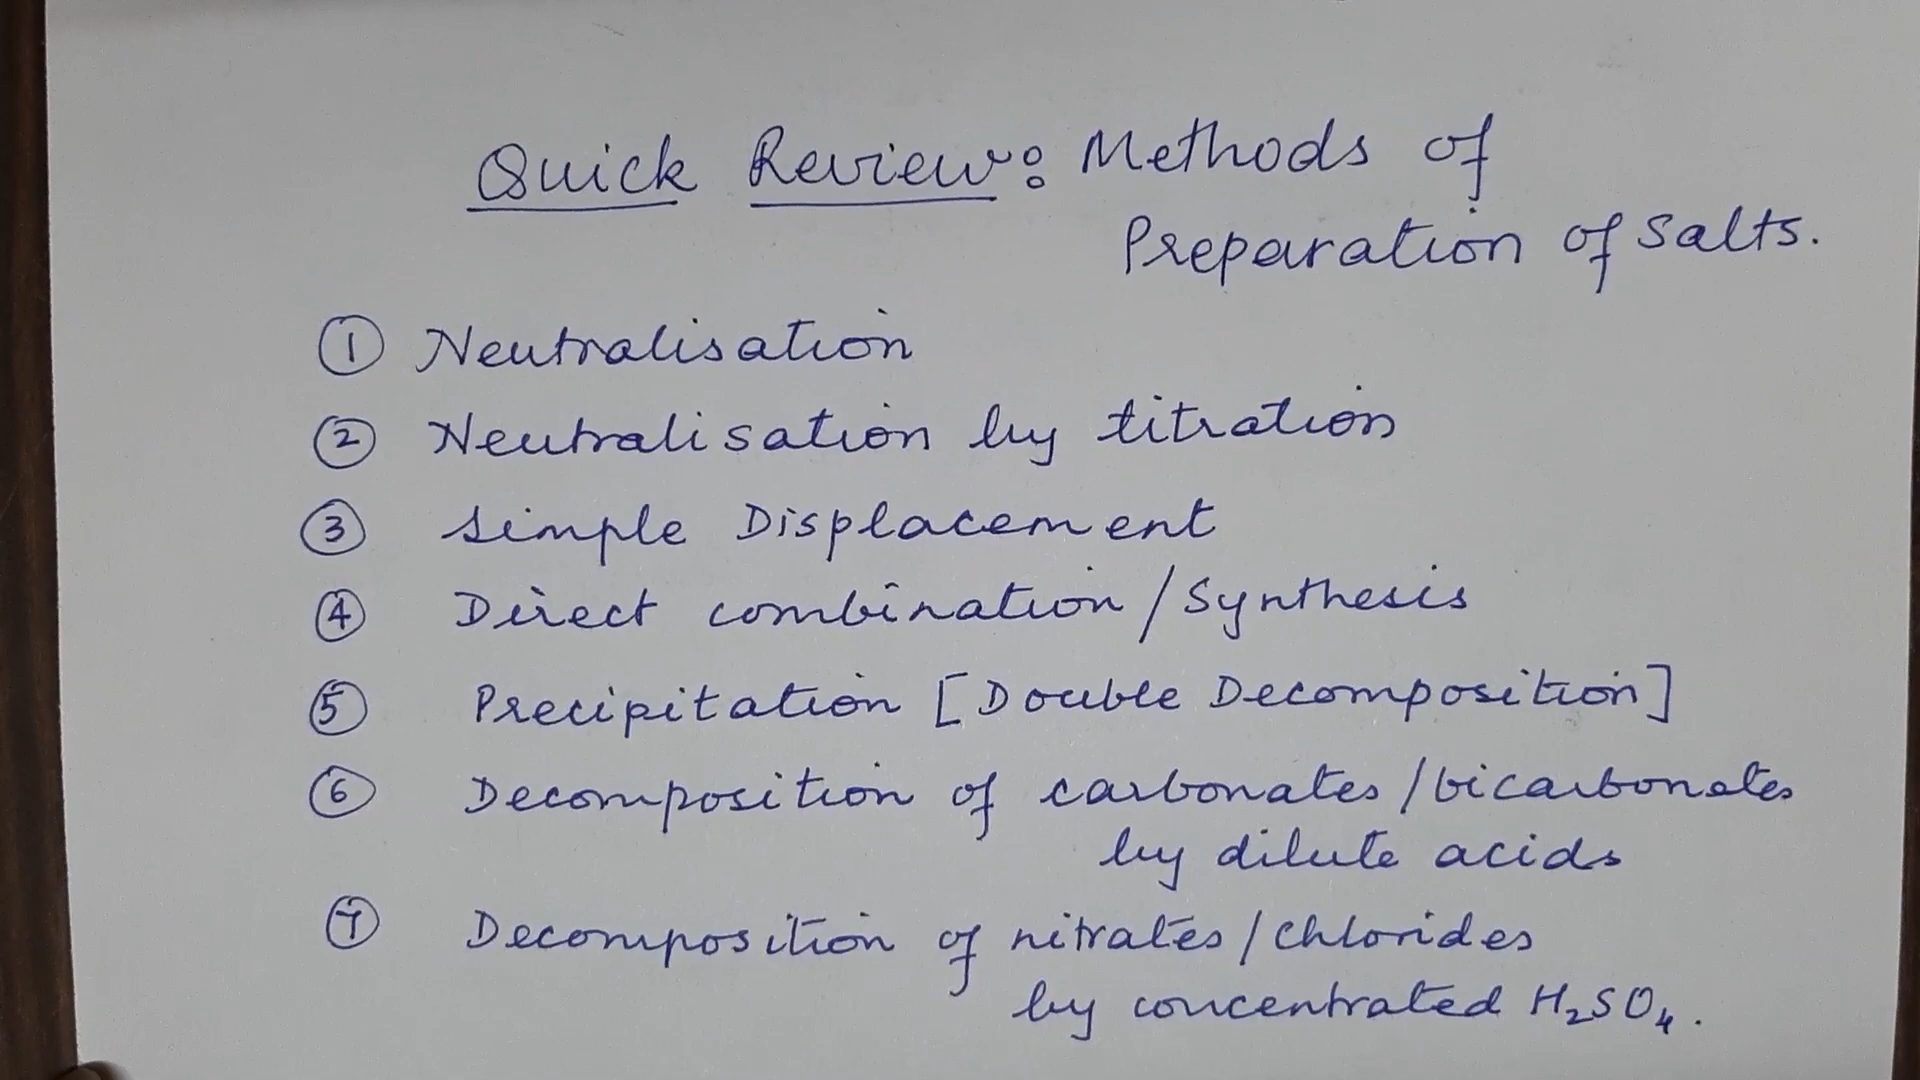 Quick Review: Methods of
Preparation of Salts.
① Neutralisation
② Neutralisation by titration
③ Simple Displacement
④ Direct combination / Synthesis
⑤ Precipitation [Double Decomposition]
⑥ Decomposition of carbonates / bicarbonates
by dilute acids
⑦ Decomposition of nitrates / chlorides
by concentrated H₂SO₄.